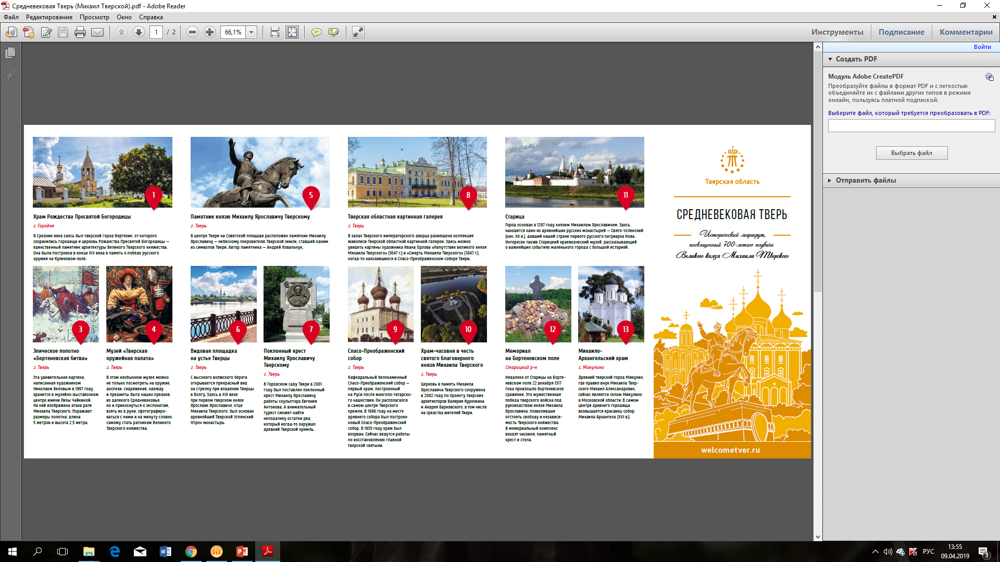 Средневековая Тверь (Михаил Тверской).pdf - Adobe Reader
Файл Редактирование Просмотр Окно Справка
1 / 2 66,1%
Инструменты Подписание Комментарии
Войти
Создать PDF
Модуль Adobe CreatePDF
Преобразуйте файлы в формат PDF и с легкостью
объединяйте их с файлами других типов в режиме
онлайн, пользуясь платной подпиской.
Выберите файл, который требуется преобразовать в PDF:
Выбрать файл
Отправить файлы
1
Храм Рождества Пресвятой Богородицы
с. Городня
В Средние века здесь был тверской город Вертязин, от которого
сохранились городище и церковь Рождества Пресвятой Богородицы —
единственный памятник архитектуры Великого Тверского княжества.
Она была построена в конце XIV века в память о победе русского
оружия на Куликовом поле.
3
Эпическое полотно
«Бортеневская битва»
г. Тверь
Эта удивительная картина,
написанная художником
Николаем Беловым в 1997 году,
хранится в музейно-выставочном
центре имени Лизы Чайкиной.
На ней изображена атака рати
Михаила Тверского. Поражают
размеры полотна: длина
5 метров и высота 2,5 метра.
4
Музей «Тверская
оружейная палата»
г. Тверь
В этом необычном музее можно
не только посмотреть на оружие,
доспехи, снаряжение, одежду
и предметы быта наших предков
из далекого Средневековья,
но и прикоснуться к экспонатам,
взять их в руки, сфотографиро-
ваться с ними и на минуту словно
самому стать ратником Великого
Тверского княжества.
5
Памятник князю Михаилу Ярославичу Тверскому
г. Тверь
В центре Твери на Советской площади расположен памятник Михаилу
Ярославичу — небесному покровителю Тверской земли, ставший одним
из символов Твери. Автор памятника — Андрей Ковальчук.
6
Видовая площадка
на устье Тверцы
г. Тверь
С высокого волжского берега
открывается прекрасный вид
на стрелку при впадении Тверцы
в Волгу. Здесь в XIII веке
при первом тверском князе
Ярославе Ярославиче, отце
Михаила Тверского, был основан
древнейший Тверской Успенский
Отроч монастырь.
7
Поклонный крест
Михаилу Ярославичу
Тверскому
г. Тверь
В Городском саду Твери в 2001
году был поставлен поклонный
крест Михаилу Ярославичу
работы скульптора Евгения
Антонова. А внимательный
турист сможет найти
неподалеку остатки рва,
который когда-то окружал
древний Тверской кремль.
8
Тверская областная картинная галерея
г. Тверь
В залах Тверского императорского дворца размещена коллекция
живописи Тверской областной картинной галереи. Здесь можно
увидеть картины художника Ивана Орлова «Напутствие великого князя
Михаила Тверского» (1847 г.) и «Смерть Михаила Тверского» (1847 г.),
когда-то находившиеся в Спасо-Преображенском соборе Твери.
9
Спасо-Преображенский
собор
г. Тверь
Кафедральный белокаменный
Спасо-Преображенский собор —
первый храм, построенный
на Руси после монголо-татарско-
го нашествия. Он располагался
в самом центре Тверского
кремля. В 1696 году на месте
древнего собора был построен
новый Спасо-Преображенский
собор. В 1935 году храм был
взорван. Сейчас ведутся работы
по восстановлению главной
тверской святыни.
10
Храм-часовня в честь
святого благоверного
князя Михаила Тверского
г. Тверь
Церковь в память Михаила
Ярославича Тверского сооружена
в 2002 году по проекту тверских
архитекторов Валерия Курочкина
и Андрея Барковского, в том числе
на средства жителей Твери.
11
Старица
Город основан в 1297 году князем Михаилом Ярославичем. Здесь
находится один из древнейших русских монастырей — Свято-Успенский
(нач. XII в.), давший нашей стране первого русского патриарха Иова.
Интересен также Старицкий краеведческий музей, рассказывающий
о важнейших событиях маленького города с большой историей.
12
Мемориал
на Бортеневском поле
Старицкий р-н
Недалеко от Старицы на Борте-
невском поле 22 декабря 1317
года произошло Бортеневское
сражение. Это мужественная
победа тверского войска под
руководством князя Михаила
Ярославича, позволившая
отстоять свободу и независи-
мость Тверского княжества.
В мемориальный комплекс
входят часовня, памятный
крест и стела.
13
Михаило-
Архангельский храм
с. Микулино
Древний тверской город Микулин,
где правил внук Михаила Твер-
ского Михаил Александрович,
сейчас является селом Микулино
в Московской области. В самом
центре древнего городища
возвышается красавец-собор
Михаила Архангела (XVI в.).
Тверская область
СРЕДНЕВЕКОВАЯ ТВЕРЬ
Исторический маршрут,
посвященный 700-летию подвига
Великого князя Михаила Тверского
welcometver.ru
РУС
13:55
09.04.2019
3